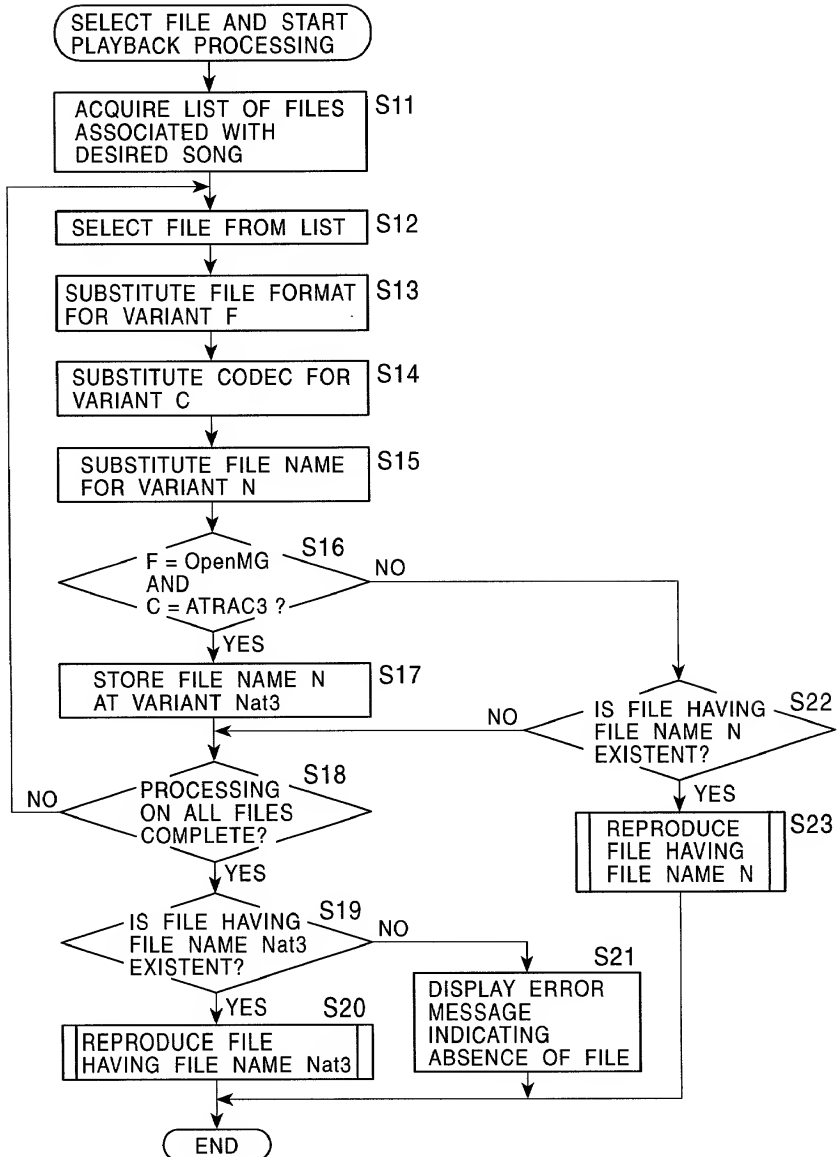 SELECT FILE AND START
PLAYBACK PROCESSING
ACQUIRE LIST OF FILES
ASSOCIATED WITH
DESIRED SONG
S11
SELECT FILE FROM LIST
S12
SUBSTITUTE FILE FORMAT
FOR VARIANT F
S13
SUBSTITUTE CODEC FOR
VARIANT C
S14
SUBSTITUTE FILE NAME
FOR VARIANT N
S15
F = OpenMG
AND
C = ATRAC3 ?
S16
NO
YES
STORE FILE NAME N
AT VARIANT Nat3
S17
IS FILE HAVING
FILE NAME N
EXISTENT?
S22
NO
YES
REPRODUCE
FILE HAVING
FILE NAME N
S23
PROCESSING
ON ALL FILES
COMPLETE?
S18
NO
YES
IS FILE HAVING
FILE NAME Nat3
EXISTENT?
S19
NO
YES
REPRODUCE FILE
HAVING FILE NAME Nat3
S20
DISPLAY ERROR
MESSAGE
INDICATING
ABSENCE OF FILE
S21
END